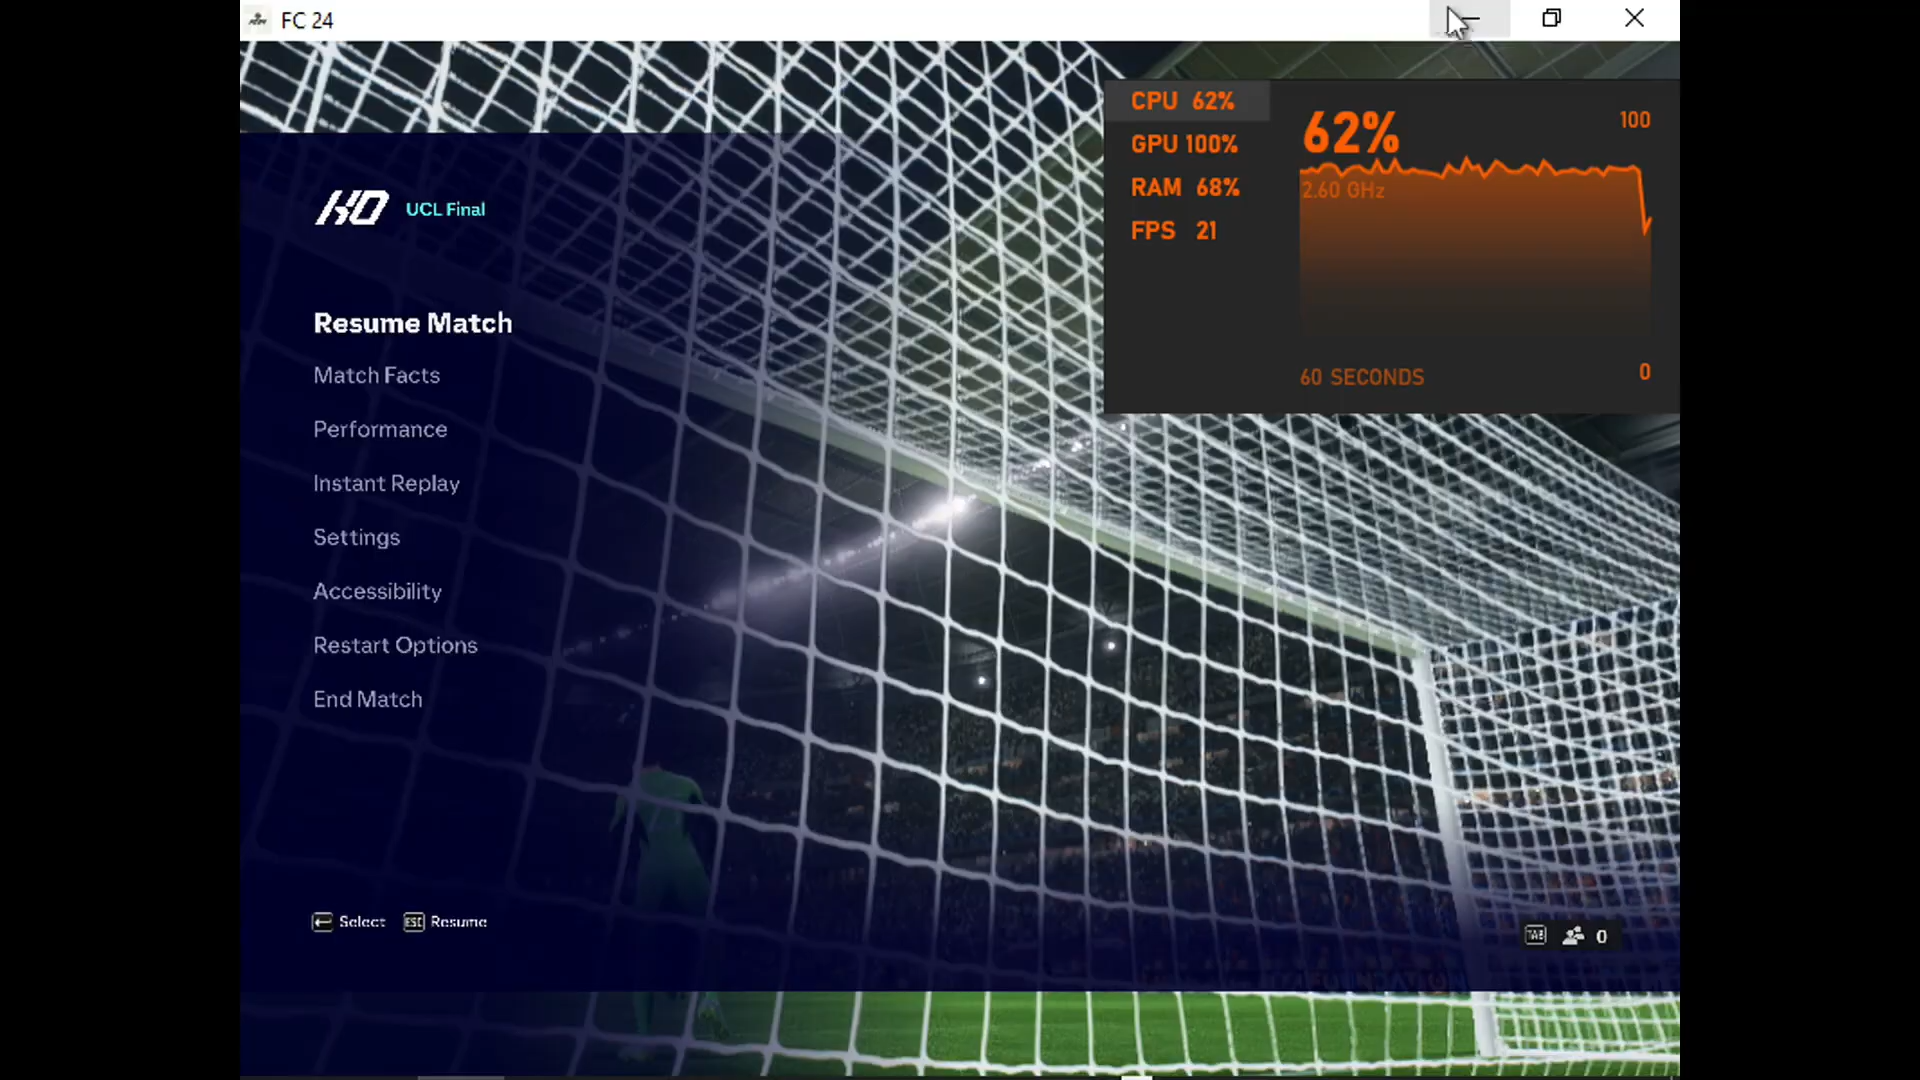 FC 24
CPU 62%
GPU 100%
RAM 68%
FPS 21
62%
100
2.60 GHz
60 SECONDS
0
KO UCL Final
Resume Match
Match Facts
Performance
Instant Replay
Settings
Accessibility
Restart Options
End Match
Select ESC Resume
TAB 0